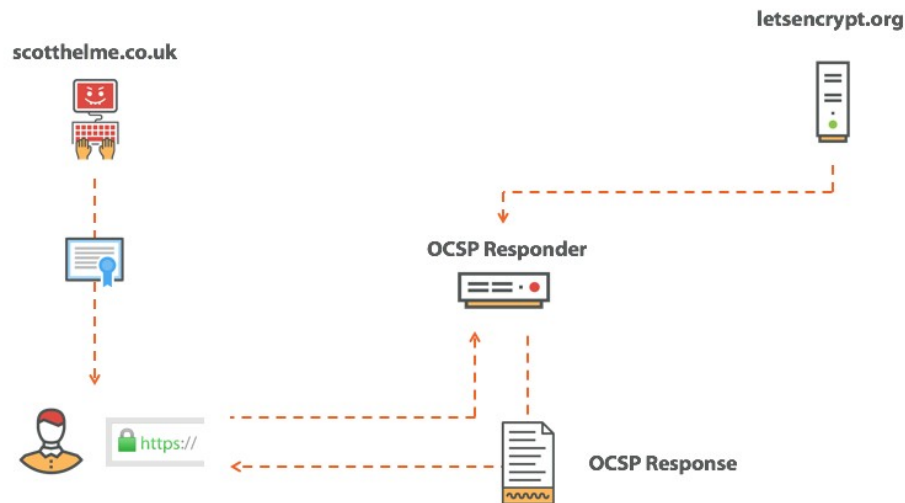 letsencrypt.org
scotthelme.co.uk
OCSP Responder
https://
OCSP Response